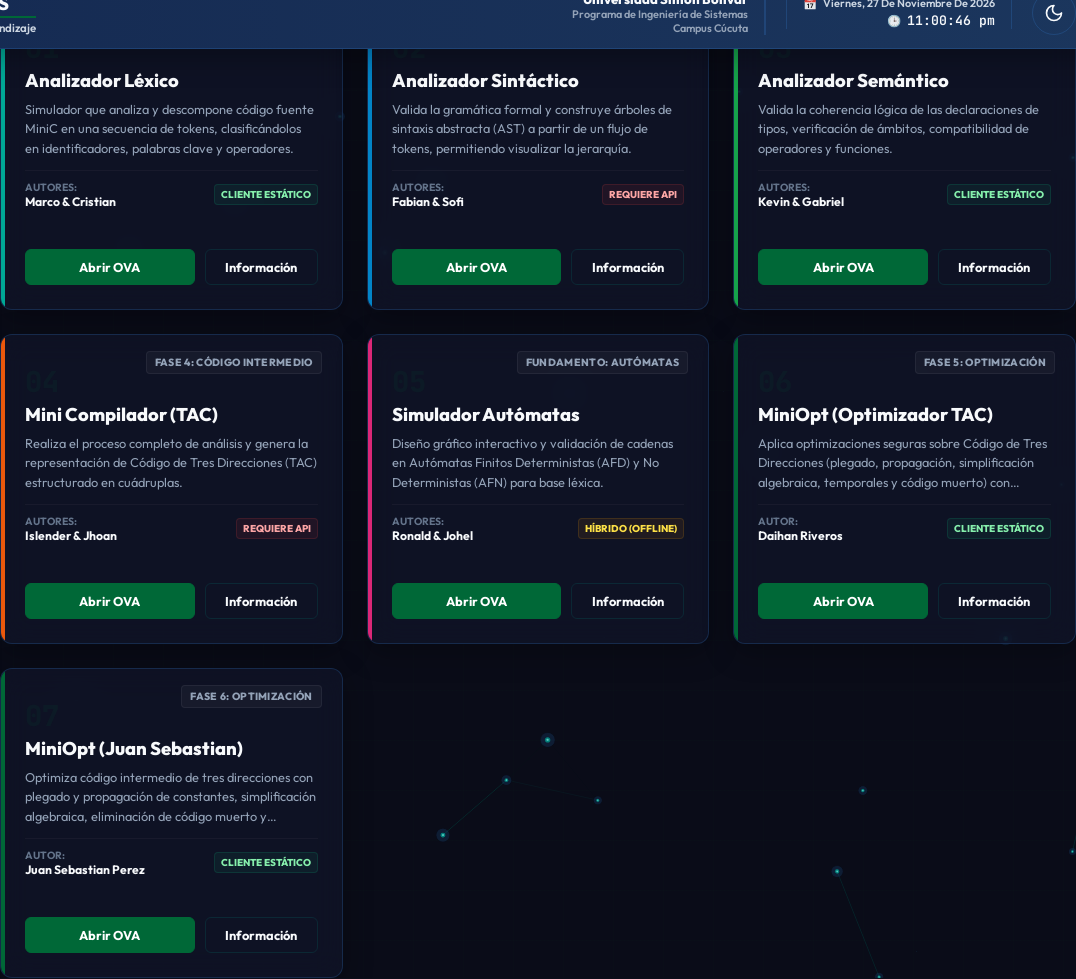 S
ndizaje
Universidad Simón Bolívar
Programa de Ingeniería de Sistemas
Campus Cúcuta
Viernes, 27 De Noviembre De 2026
11:00:46 pm
Analizador Léxico
Simulador que analiza y descompone código fuente
MiniC en una secuencia de tokens, clasificándolos
en identificadores, palabras clave y operadores.
AUTORES:
Marco & Cristian
CLIENTE ESTÁTICO
Abrir OVA
Información
Analizador Sintáctico
Valida la gramática formal y construye árboles de
sintaxis abstracta (AST) a partir de un flujo de
tokens, permitiendo visualizar la jerarquía.
AUTORES:
Fabian & Sofi
REQUIERE API
Abrir OVA
Información
Analizador Semántico
Valida la coherencia lógica de las declaraciones de
tipos, verificación de ámbitos, compatibilidad de
operadores y funciones.
AUTORES:
Kevin & Gabriel
CLIENTE ESTÁTICO
Abrir OVA
Información
FASE 4: CÓDIGO INTERMEDIO
04
Mini Compilador (TAC)
Realiza el proceso completo de análisis y genera la
representación de Código de Tres Direcciones (TAC)
estructurado en cuádruplas.
AUTORES:
Islender & Jhoan
REQUIERE API
Abrir OVA
Información
FUNDAMENTO: AUTÓMATAS
05
Simulador Autómatas
Diseño gráfico interactivo y validación de cadenas
en Autómatas Finitos Deterministas (AFD) y No
Deterministas (AFN) para base léxica.
AUTORES:
Ronald & Johel
HÍBRIDO (OFFLINE)
Abrir OVA
Información
FASE 5: OPTIMIZACIÓN
06
MiniOpt (Optimizador TAC)
Aplica optimizaciones seguras sobre Código de Tres
Direcciones (plegado, propagación, simplificación
algebraica, temporales y código muerto) con…
AUTOR:
Daihan Riveros
CLIENTE ESTÁTICO
Abrir OVA
Información
FASE 6: OPTIMIZACIÓN
07
MiniOpt (Juan Sebastian)
Optimiza código intermedio de tres direcciones con
plegado y propagación de constantes, simplificación
algebraica, eliminación de código muerto y…
AUTOR:
Juan Sebastian Perez
CLIENTE ESTÁTICO
Abrir OVA
Información